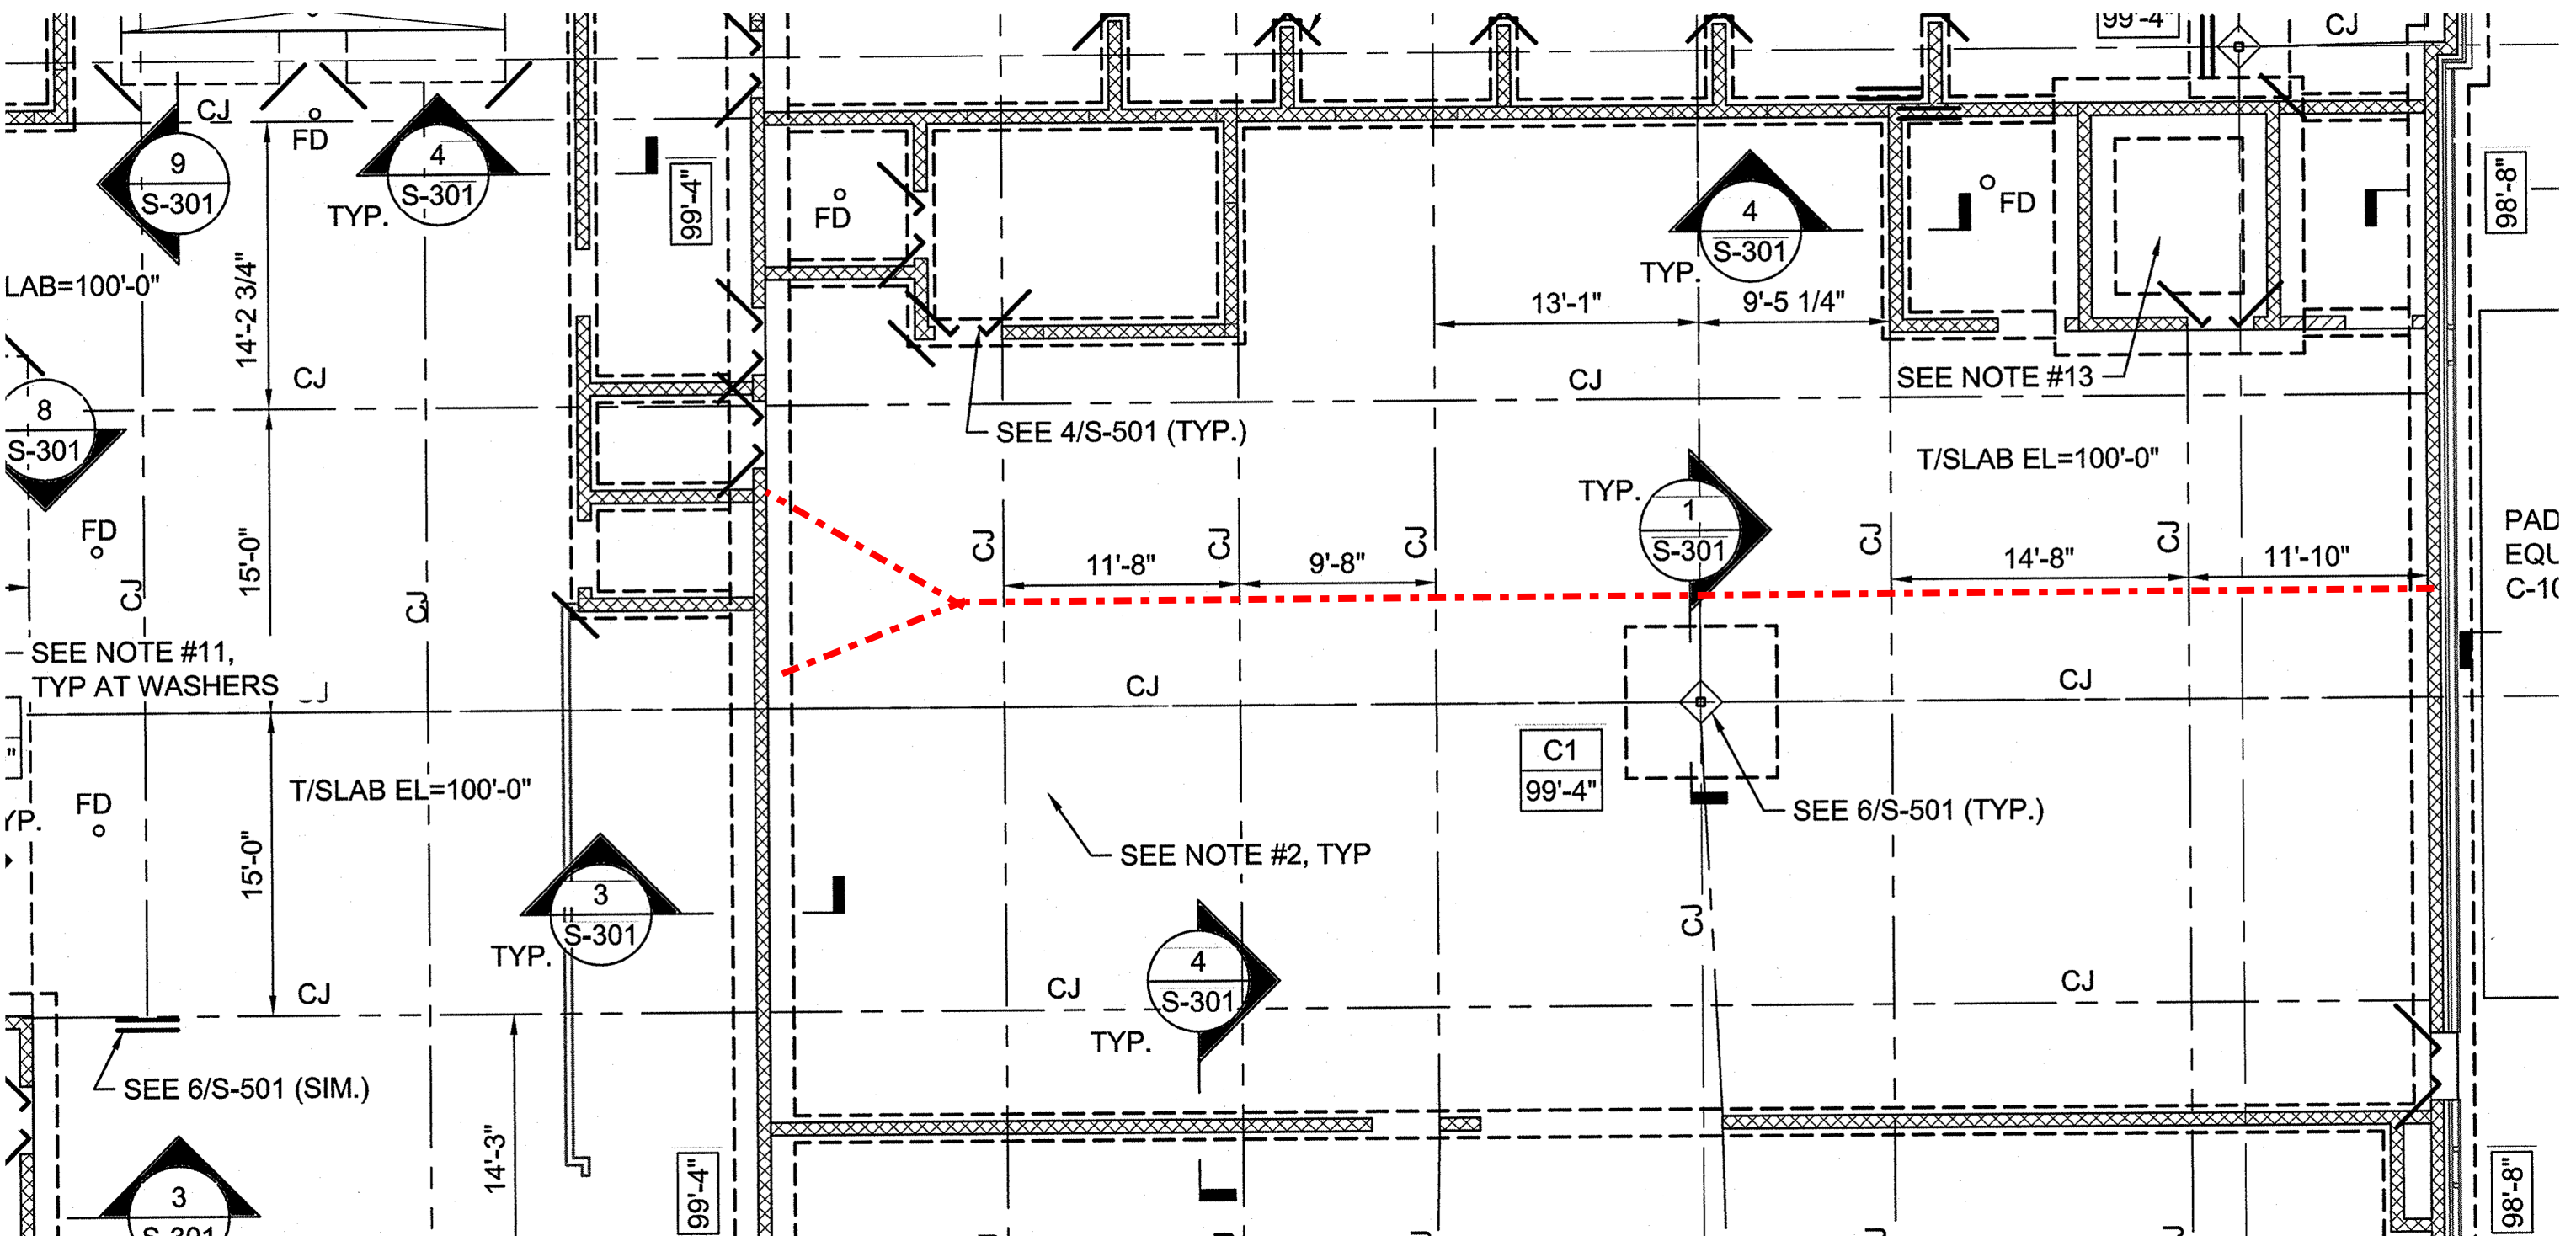 99'-4"
CJ
CJ
FD
9
S-301
4
S-301
TYP.
99'-4"
FD
4
S-301
TYP.
FD
98'-8"
LAB=100'-0"
14'-2 3/4"
13'-1"
9'-5 1/4"
CJ
CJ
SEE NOTE #13
8
S-301
SEE 4/S-501 (TYP.)
T/SLAB EL=100'-0"
TYP.
1
S-301
FD
15'-0"
CJ
CJ
CJ
CJ
CJ
CJ
CJ
11'-8"
9'-8"
14'-8"
11'-10"
PAD
EQU
C-10
SEE NOTE #11,
TYP AT WASHERS
CJ
CJ
C1
99'-4"
T/SLAB EL=100'-0"
FD
YP.
SEE 6/S-501 (TYP.)
15'-0"
SEE NOTE #2, TYP
3
S-301
TYP.
CJ
4
S-301
TYP.
CJ
CJ
CJ
SEE 6/S-501 (SIM.)
14'-3"
99'-4"
98'-8"
3
S-301